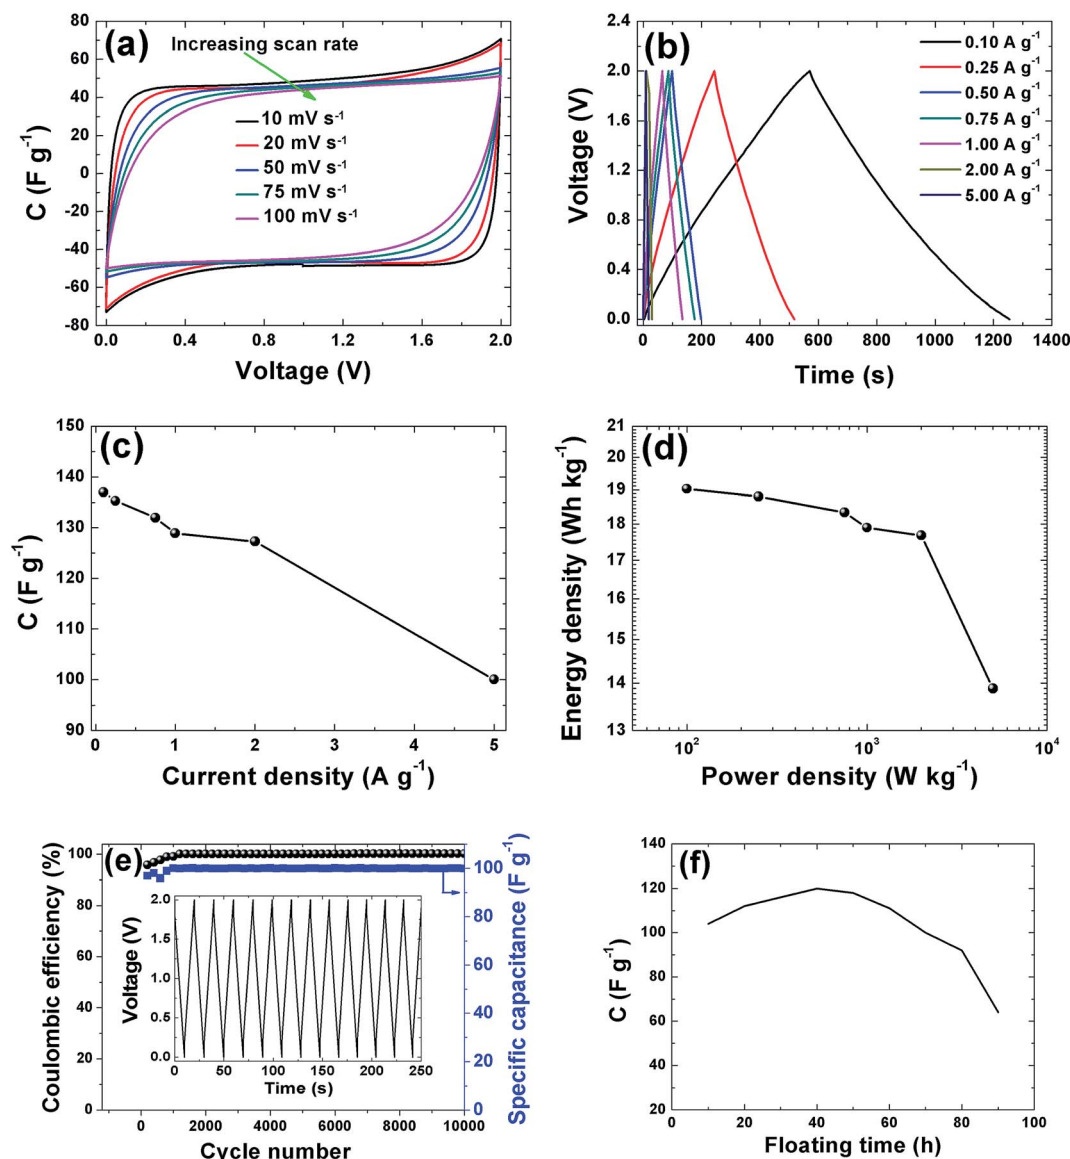 (a)
Increasing scan rate
10 mV s⁻¹
20 mV s⁻¹
50 mV s⁻¹
75 mV s⁻¹
100 mV s⁻¹
C (F g⁻¹)
80
60
40
20
0
-20
-40
-60
-80
0.0 0.4 0.8 1.2 1.6 2.0
Voltage (V)
(b)
0.10 A g⁻¹
0.25 A g⁻¹
0.50 A g⁻¹
0.75 A g⁻¹
1.00 A g⁻¹
2.00 A g⁻¹
5.00 A g⁻¹
Voltage (V)
2.4
2.0
1.6
1.2
0.8
0.4
0.0
0 200 400 600 800 1000 1200 1400
Time (s)
(c)
C (F g⁻¹)
150
140
130
120
110
100
90
0 1 2 3 4 5
Current density (A g⁻¹)
(d)
Energy density (Wh kg⁻¹)
21
20
19
18
17
16
15
14
13
10² 10³ 10⁴
Power density (W kg⁻¹)
(e)
Coulombic efficiency (%)
100
80
60
40
20
0
0 2000 4000 6000 8000 10000
Cycle number
Specific capacitance (F g⁻¹)
100
80
60
40
20
0
Voltage (V)
2.0
1.5
1.0
0.5
0.0
0 50 100 150 200 250
Time (s)
(f)
C (F g⁻¹)
140
120
100
80
60
40
20
0 20 40 60 80 100
Floating time (h)